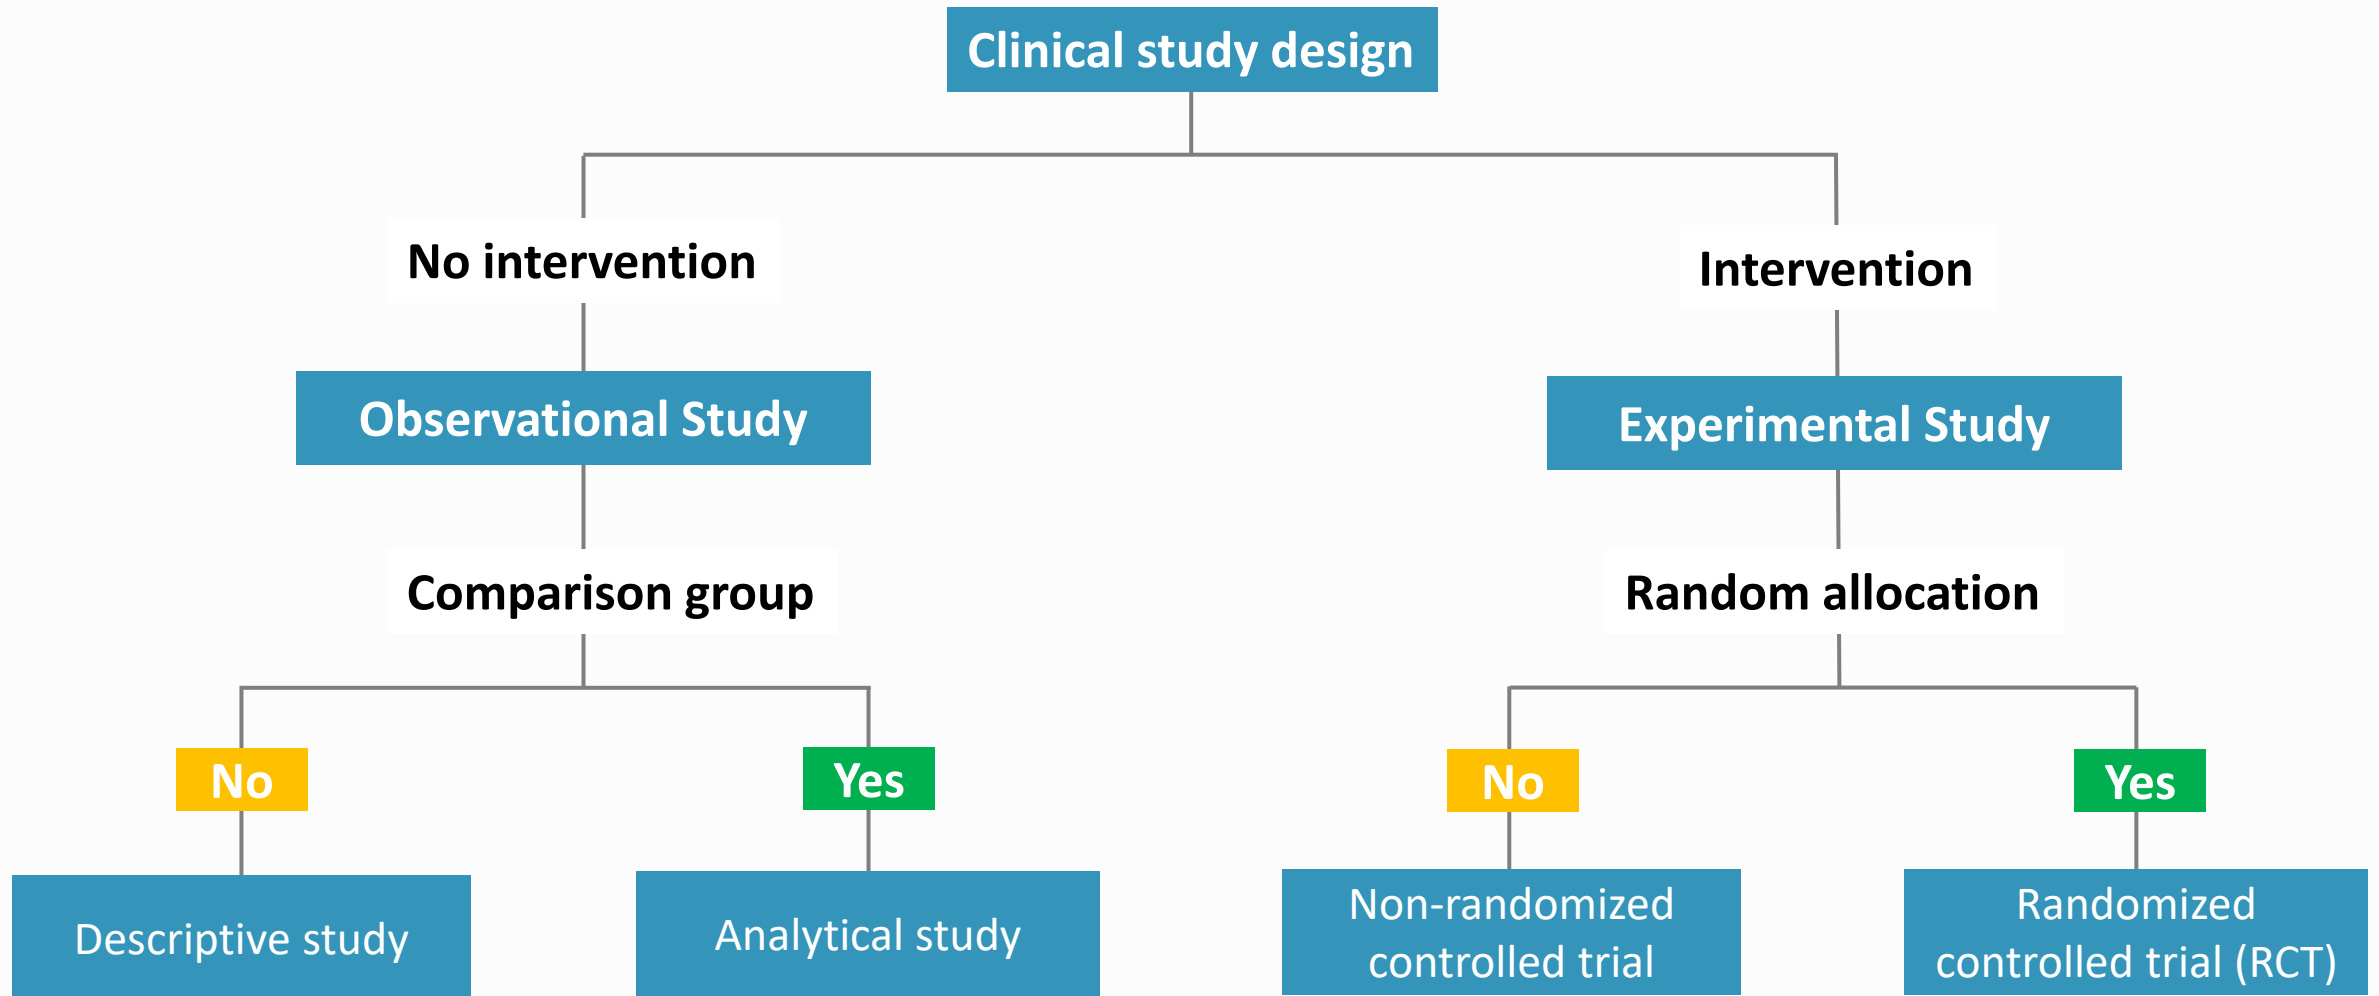 Clinical study design
No intervention
Intervention
Observational Study
Experimental Study
Comparison group
Random allocation
No
Yes
No
Yes
Descriptive study
Analytical study
Non-randomized
controlled trial
Randomized
controlled trial (RCT)